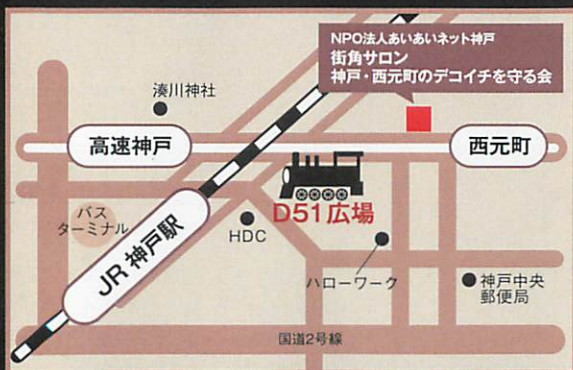 NPO法人あいあいネット神戸
街角サロン
神戸・西元町のデコイチを守る会
湊川神社
高速神戸
西元町
D51広場
バス
ターミナル
JR 神戸駅
HDC
ハローワーク
神戸中央
郵便局
国道2号線